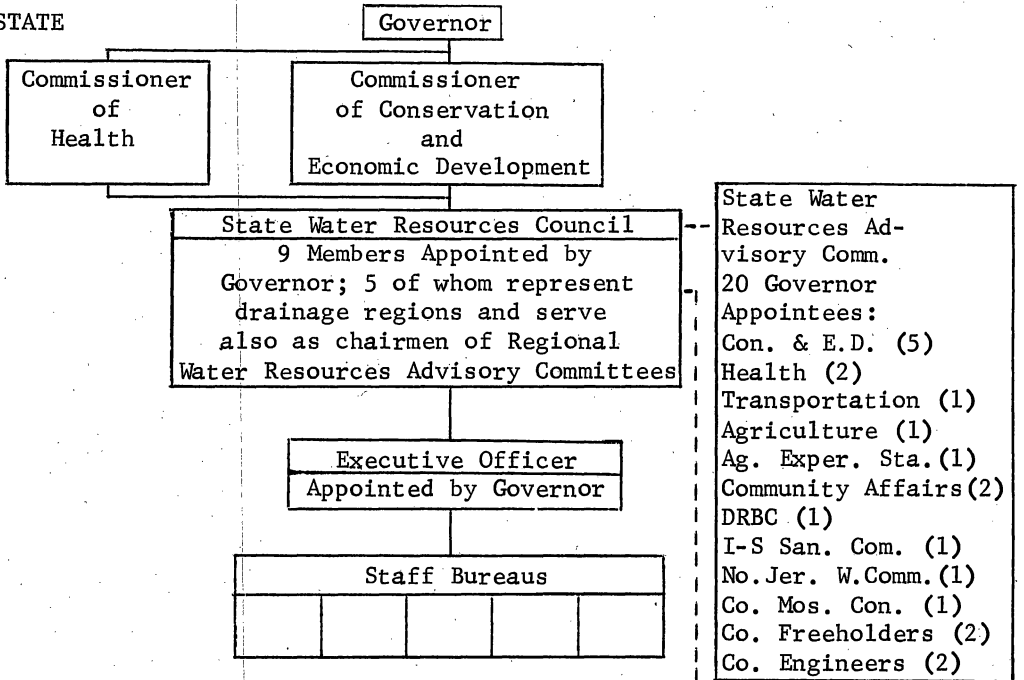 STATE
Governor
Commissioner
of
Health
Commissioner
of Conservation
and
Economic Development
State Water Resources Council
9 Members Appointed by
Governor; 5 of whom represent
drainage regions and serve
also as chairmen of Regional
Water Resources Advisory Committees
Executive Officer
Appointed by Governor
Staff Bureaus
State Water
Resources Ad-
visory Comm.
20 Governor
Appointees:
Con. & E.D. (5)
Health (2)
Transportation (1)
Agriculture (1)
Ag. Exper. Sta.(1)
Community Affairs(2)
DRBC (1)
I-S San. Com. (1)
No.Jer. W.Comm.(1)
Co. Mos. Con. (1)
Co. Freeholders (2)
Co. Engineers (2)